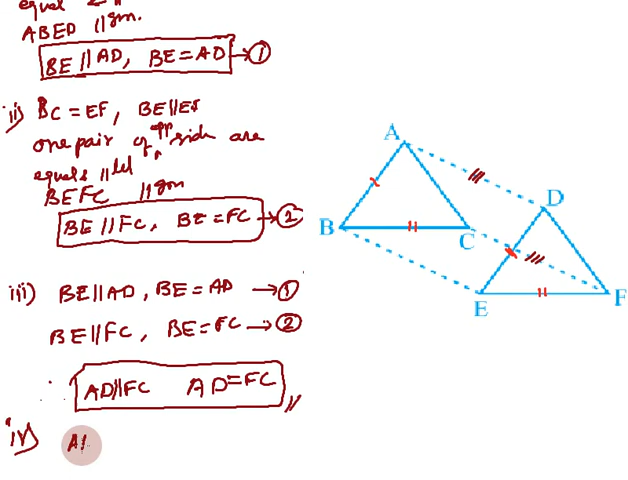 equal
ABED ||gm.
BE || AD, BE = AD → ①
ii) BC = EF, BE||EF
one pair of opp side are
equals ||lel
BEFC ||gm
BE // FC, BE = FC → ②
iii) BE || AD, BE = AD → ①
BE // FC, BE = FC → ②
∴ AD||FC AD = FC //
iv) A
A
D
B
C
E
F